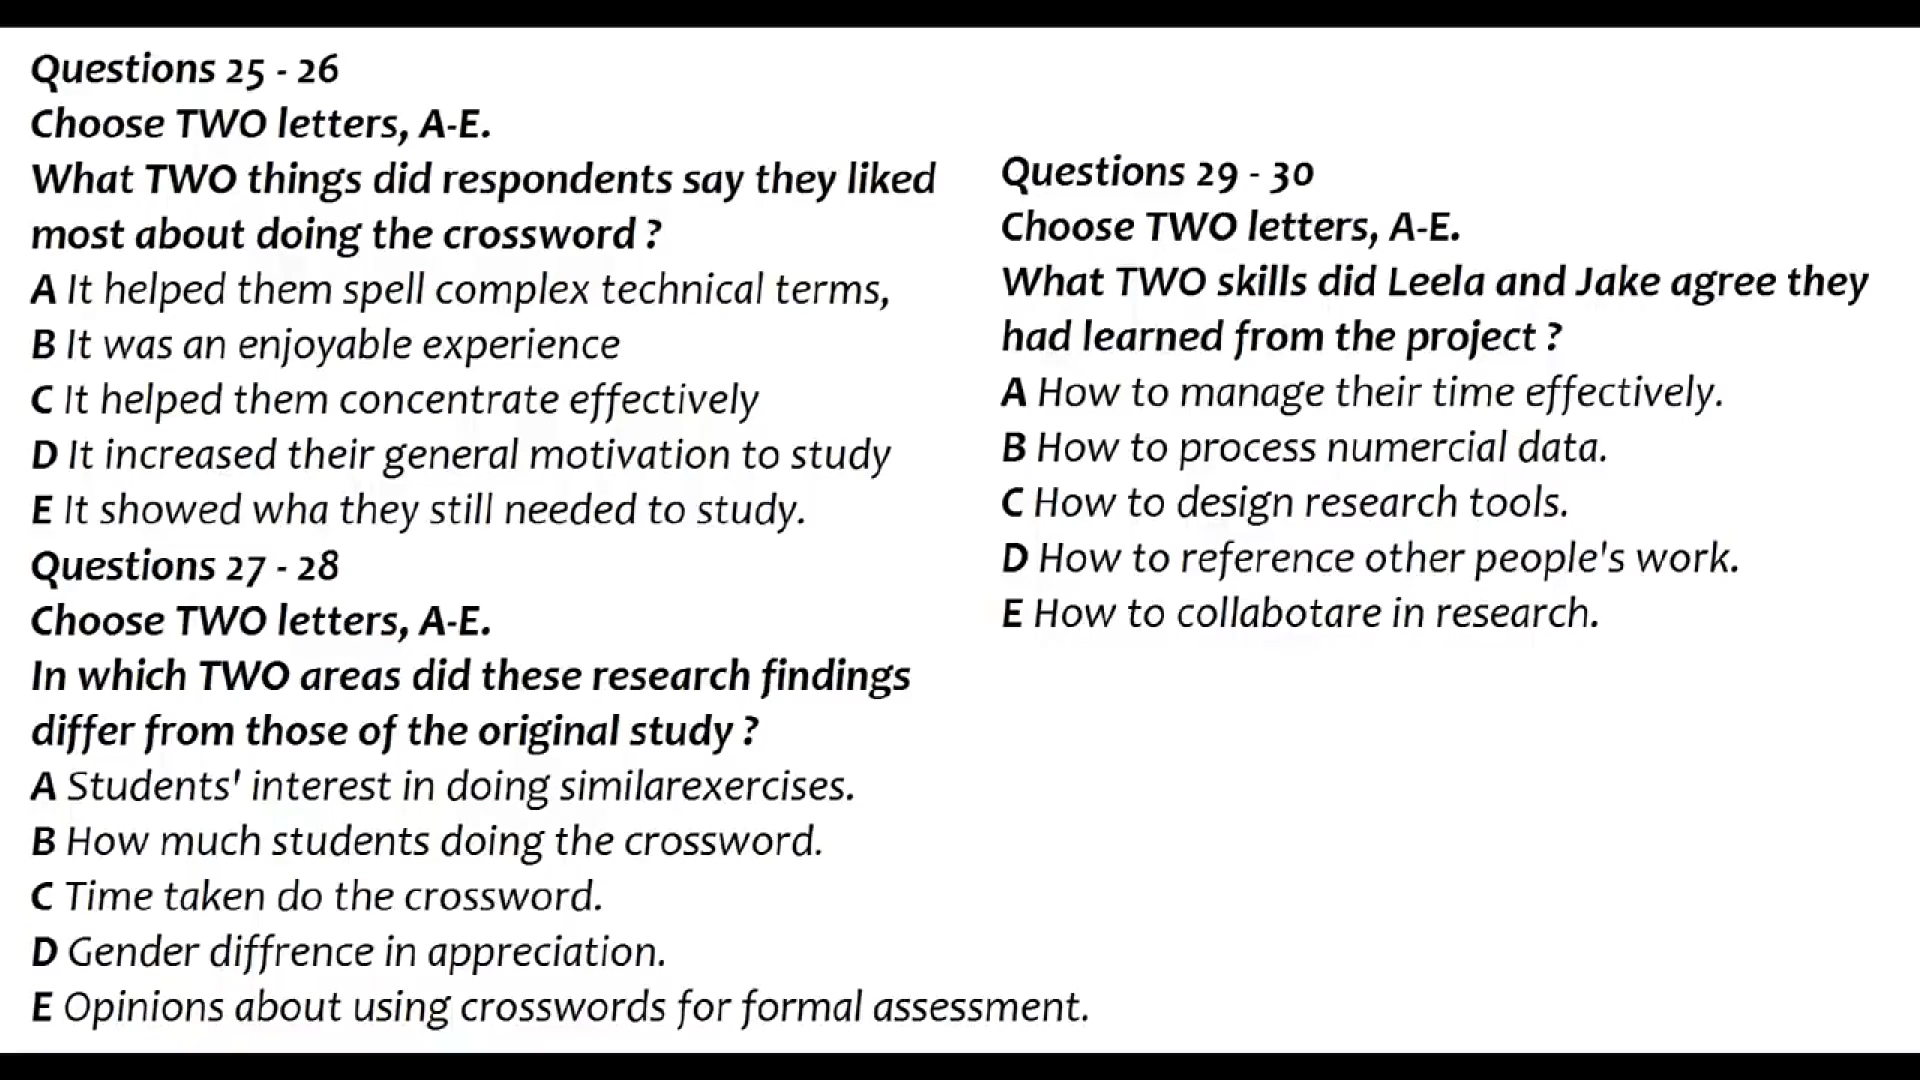 Questions 25 - 26
Choose TWO letters, A-E.
What TWO things did respondents say they liked
most about doing the crossword ?
A It helped them spell complex technical terms,
B It was an enjoyable experience
C It helped them concentrate effectively
D It increased their general motivation to study
E It showed wha they still needed to study.
Questions 27 - 28
Choose TWO letters, A-E.
In which TWO areas did these research findings
differ from those of the original study ?
A Students' interest in doing similarexercises.
B How much students doing the crossword.
C Time taken do the crossword.
D Gender diffrence in appreciation.
E Opinions about using crosswords for formal assessment.
Questions 29 - 30
Choose TWO letters, A-E.
What TWO skills did Leela and Jake agree they
had learned from the project ?
A How to manage their time effectively.
B How to process numercial data.
C How to design research tools.
D How to reference other people's work.
E How to collabotare in research.